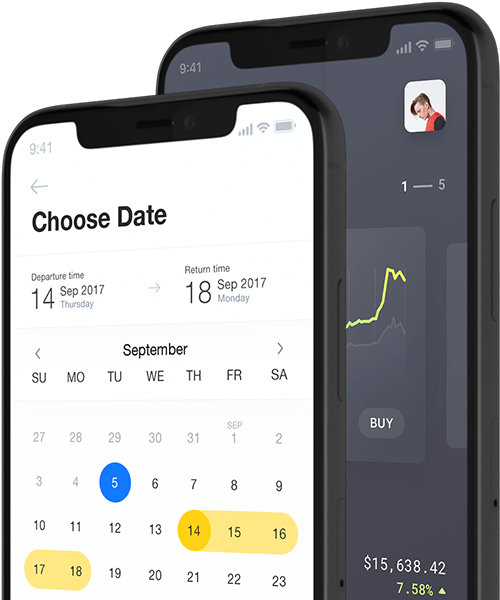 9:41
Choose Date
Departure time
14 Sep 2017
Thursday
Return time
18 Sep 2017
Monday
September
SU MO TU WE TH FR SA
27 28 29 30 31 SEP 1 2
3 4 5 6 7 8 9
10 11 12 13 14 15 16
17 18 19 20 21 22 23
9:41
1 — 5
BUY
$15,638.42
7.58%